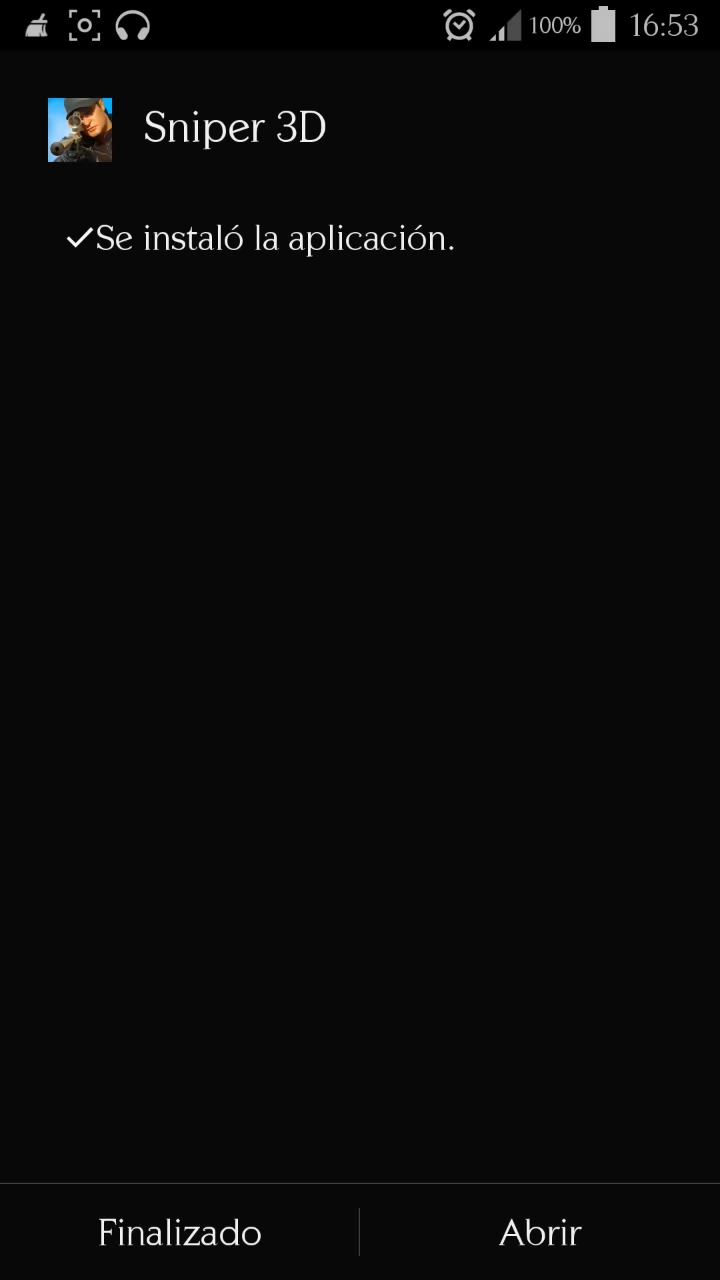 100% 16:53
Sniper 3D
✓Se instaló la aplicación.
Finalizado Abrir